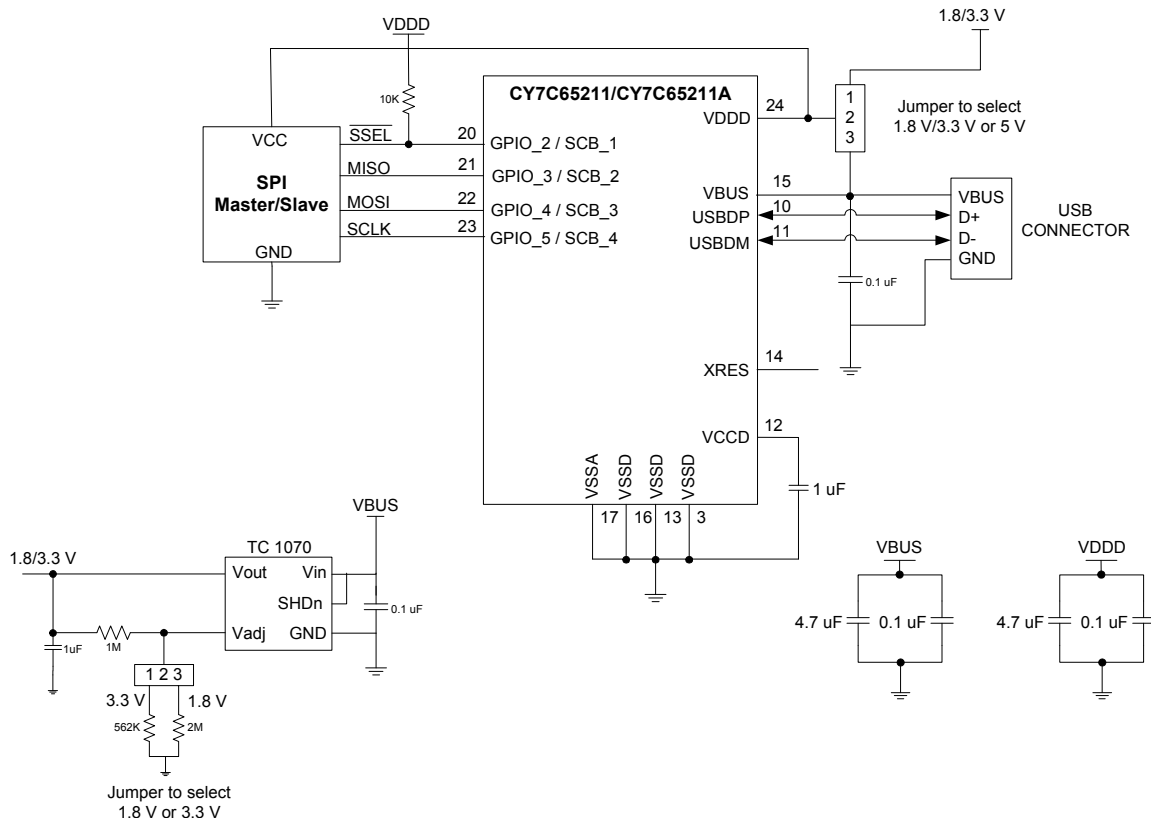 VDDD
1.8/3.3 V
10K
CY7C65211/CY7C65211A
VCC
SPI
Master/Slave
GND
SSEL
MISO
MOSI
SCLK
20
21
22
23
GPIO_2 / SCB_1
GPIO_3 / SCB_2
GPIO_4 / SCB_3
GPIO_5 / SCB_4
VDDD
24
1
2
3
Jumper to select
1.8 V/3.3 V or 5 V
VBUS
15
USBDP
10
USBDM
11
VBUS
D+
D-
GND
USB
CONNECTOR
0.1 uF
XRES
14
VCCD
12
1 uF
VSSA
VSSD
VSSD
VSSD
17
16
13
3
VBUS
TC 1070
1.8/3.3 V
Vout
Vin
SHDn
Vadj
GND
0.1 uF
1uF
1M
1 2 3
3.3 V
1.8 V
562K
2M
Jumper to select
1.8 V or 3.3 V
VBUS
4.7 uF
0.1 uF
VDDD
4.7 uF
0.1 uF